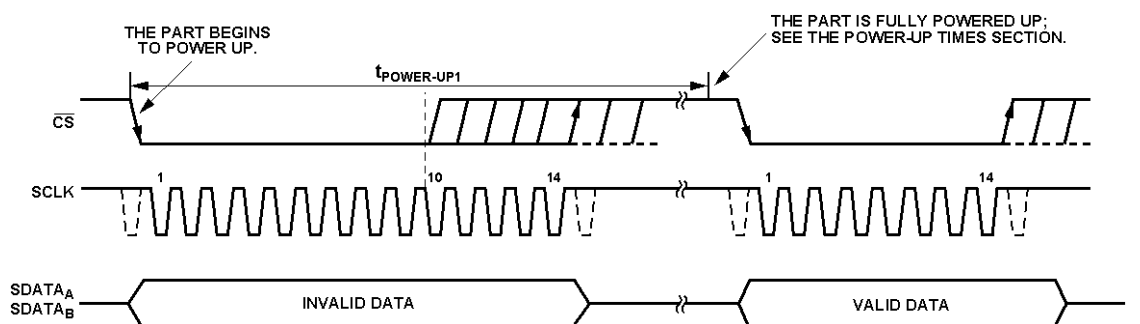 THE PART BEGINS
TO POWER UP.
THE PART IS FULLY POWERED UP;
SEE THE POWER-UP TIMES SECTION.
tPOWER-UP1
CS
SCLK
1
10
14
1
14
SDATAA
SDATAB
INVALID DATA
VALID DATA